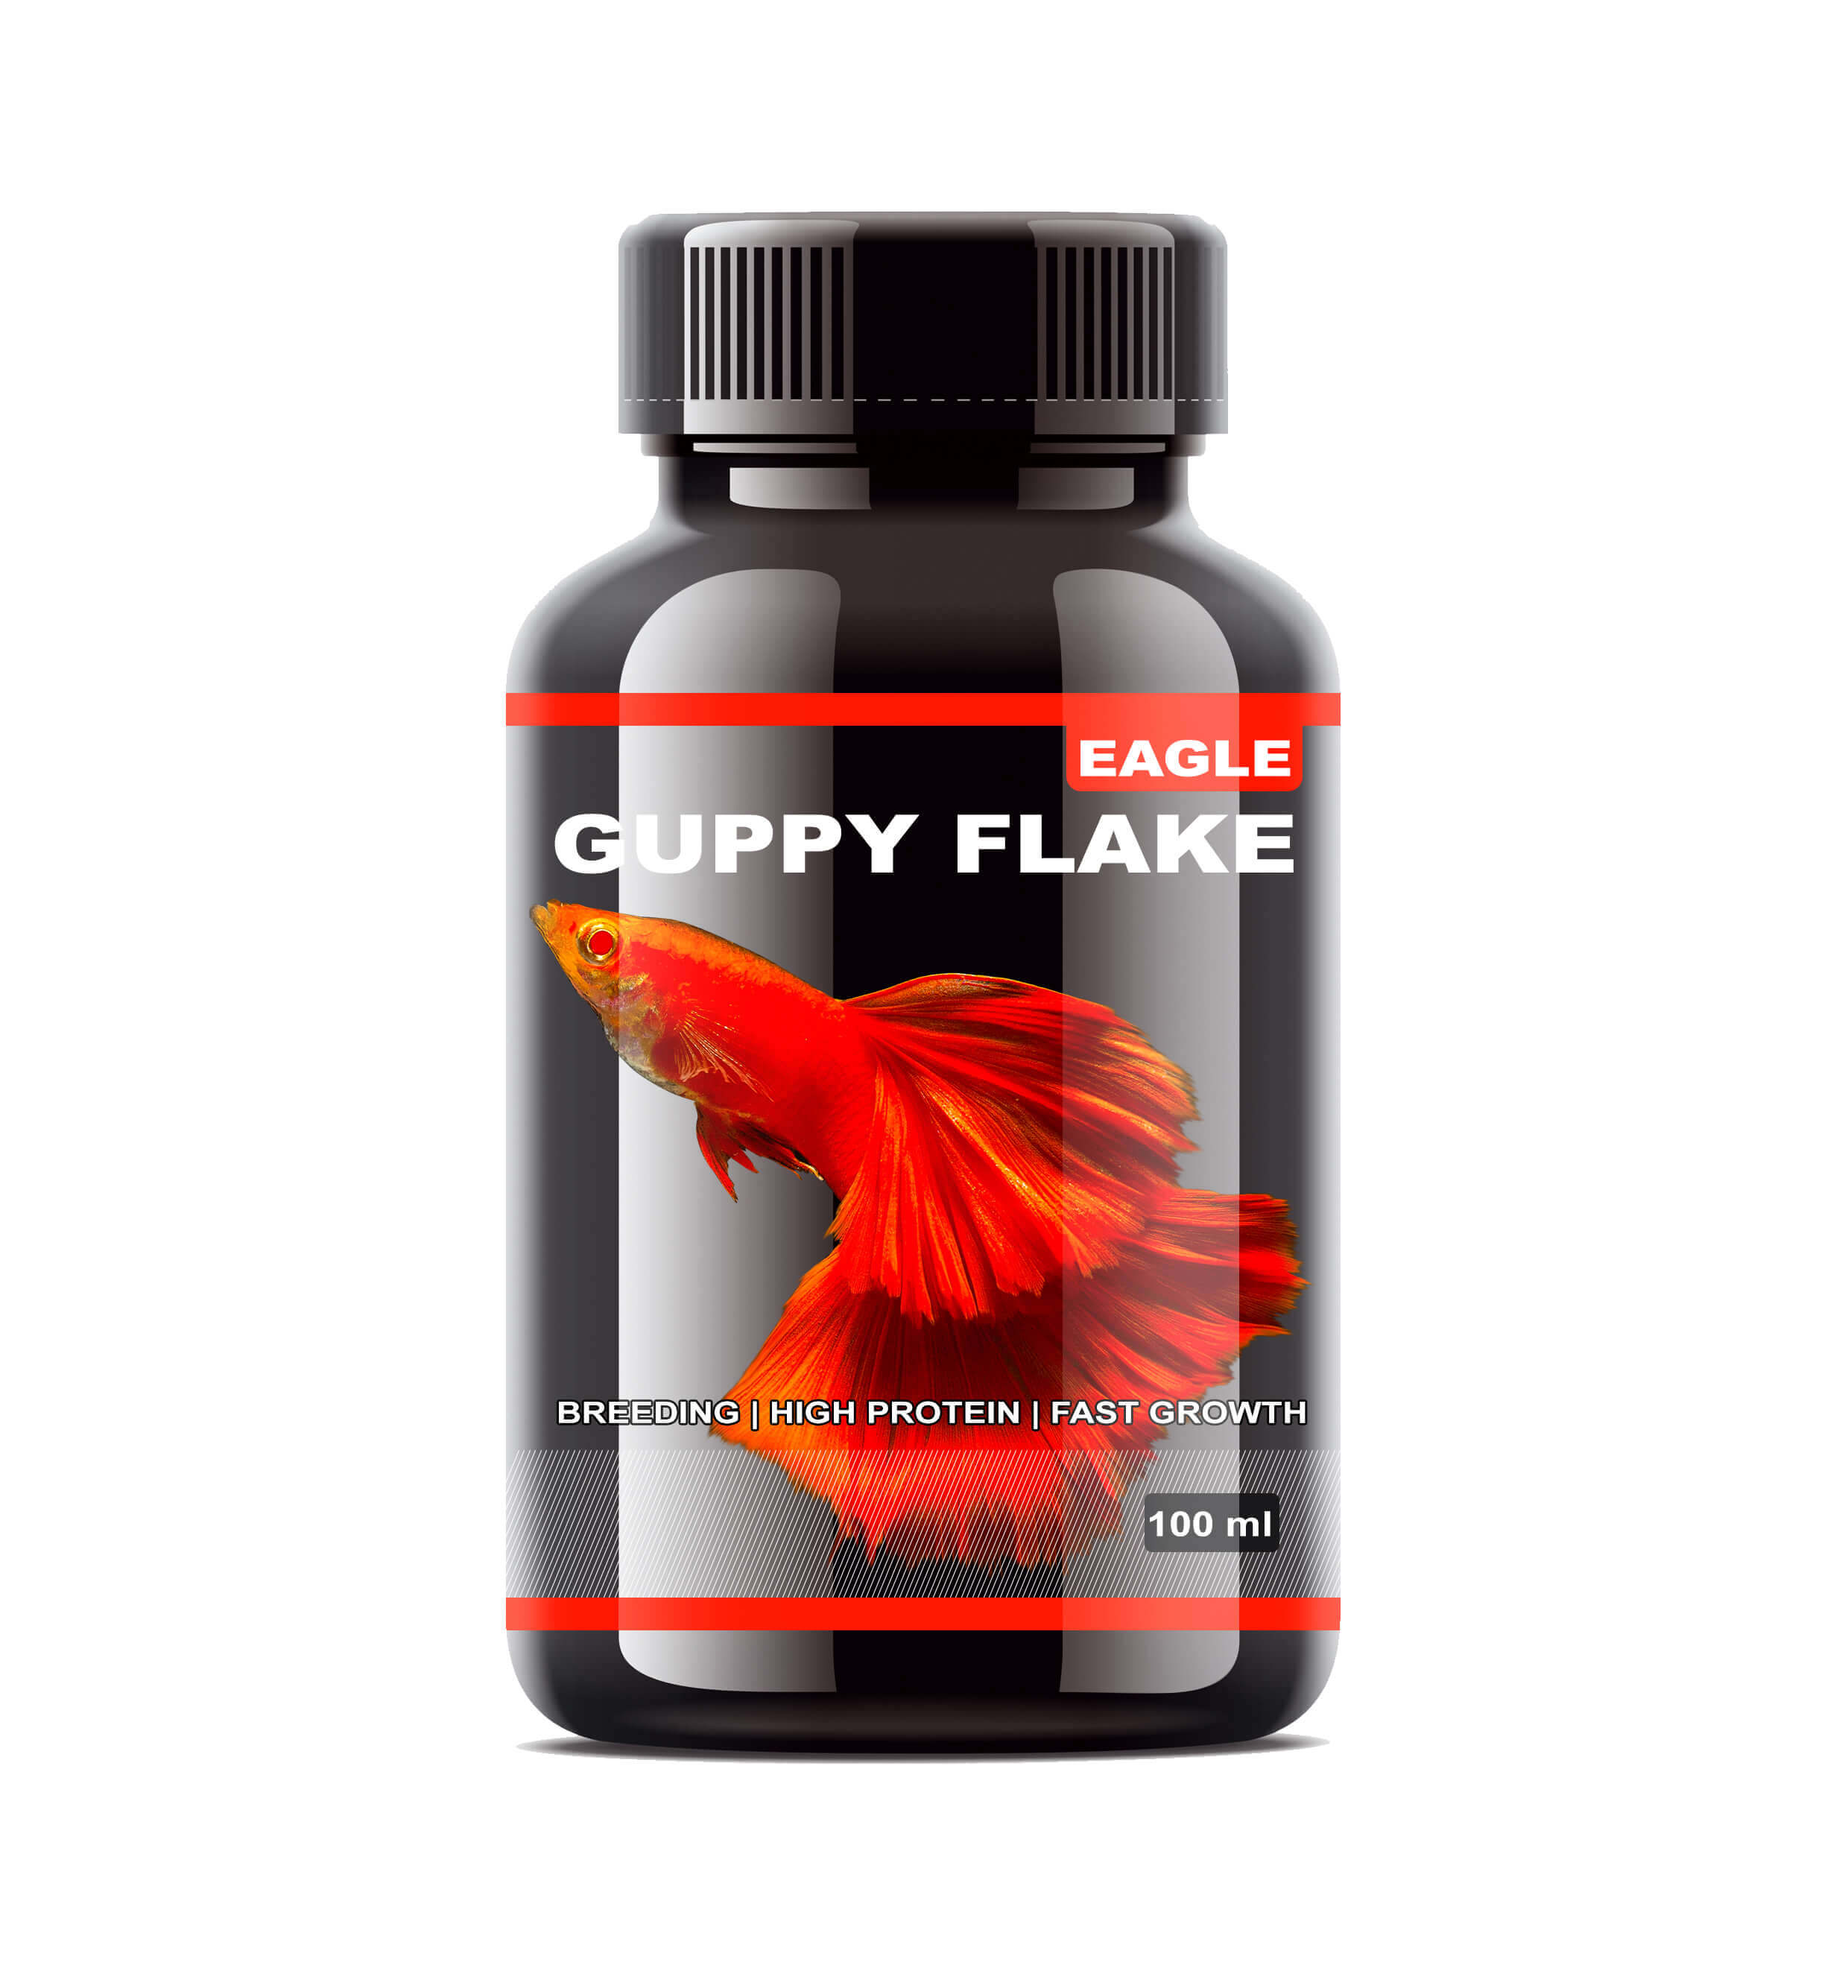 EAGLE
GUPPY FLAKE
BREEDING | HIGH PROTEIN | FAST GROWTH
100 ml